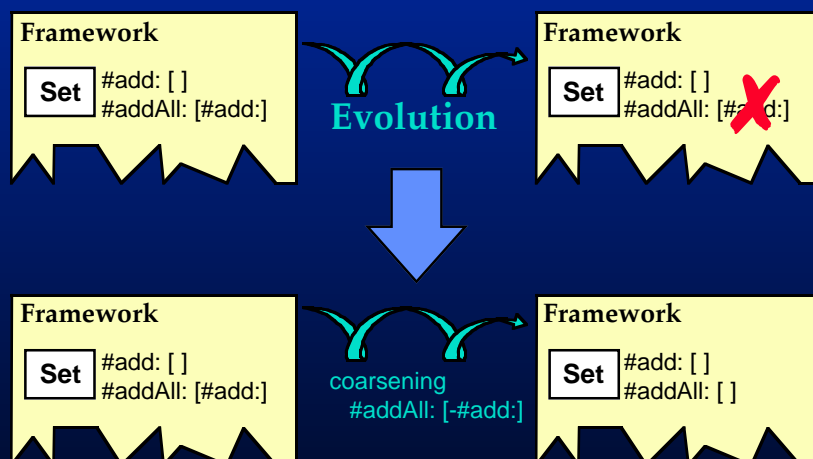 Framework
Set #add: [ ]
#addAll: [#add:]
Evolution
Framework
Set #add: [ ]
#addAll: [#add:]
Framework
Set #add: [ ]
#addAll: [#add:]
coarsening
#addAll: [-#add:]
Framework
Set #add: [ ]
#addAll: [ ]